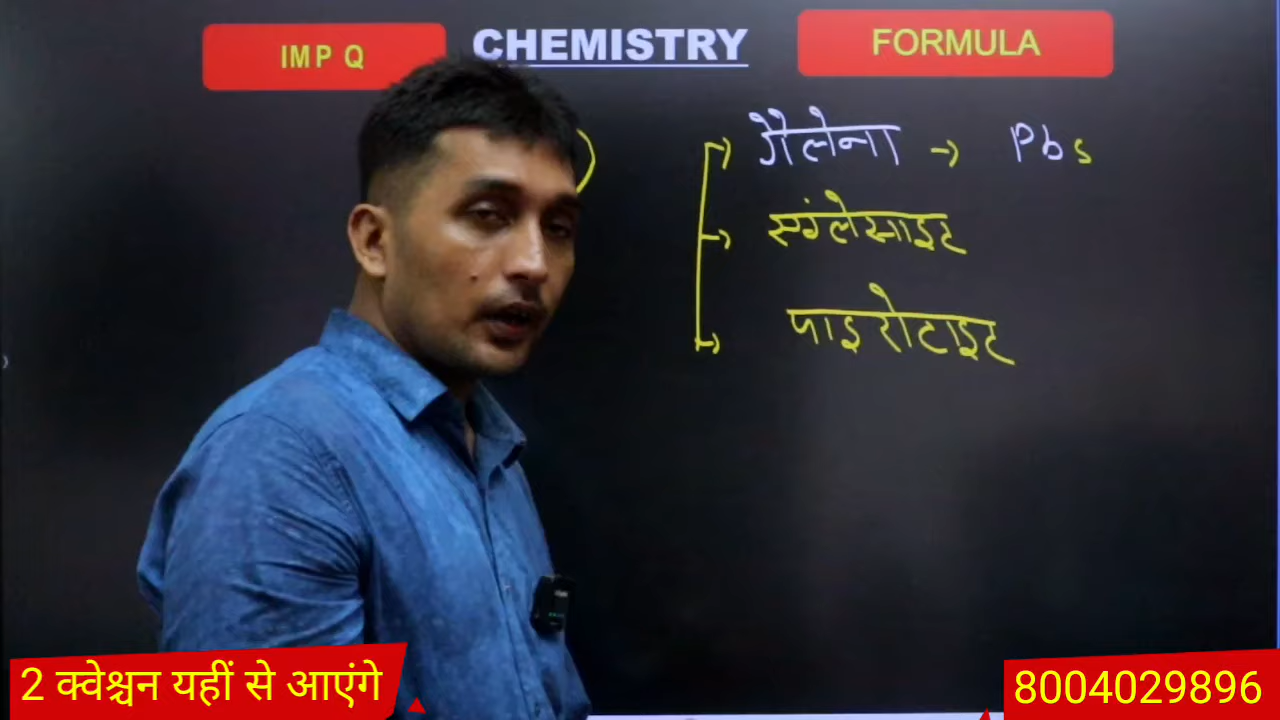 IMP Q
CHEMISTRY
FORMULA
)
गैलेना → Pbs
एंग्लेसाइट
पाइरोटाइट
2 क्वेश्चन यहीं से आएंगे
8004029896